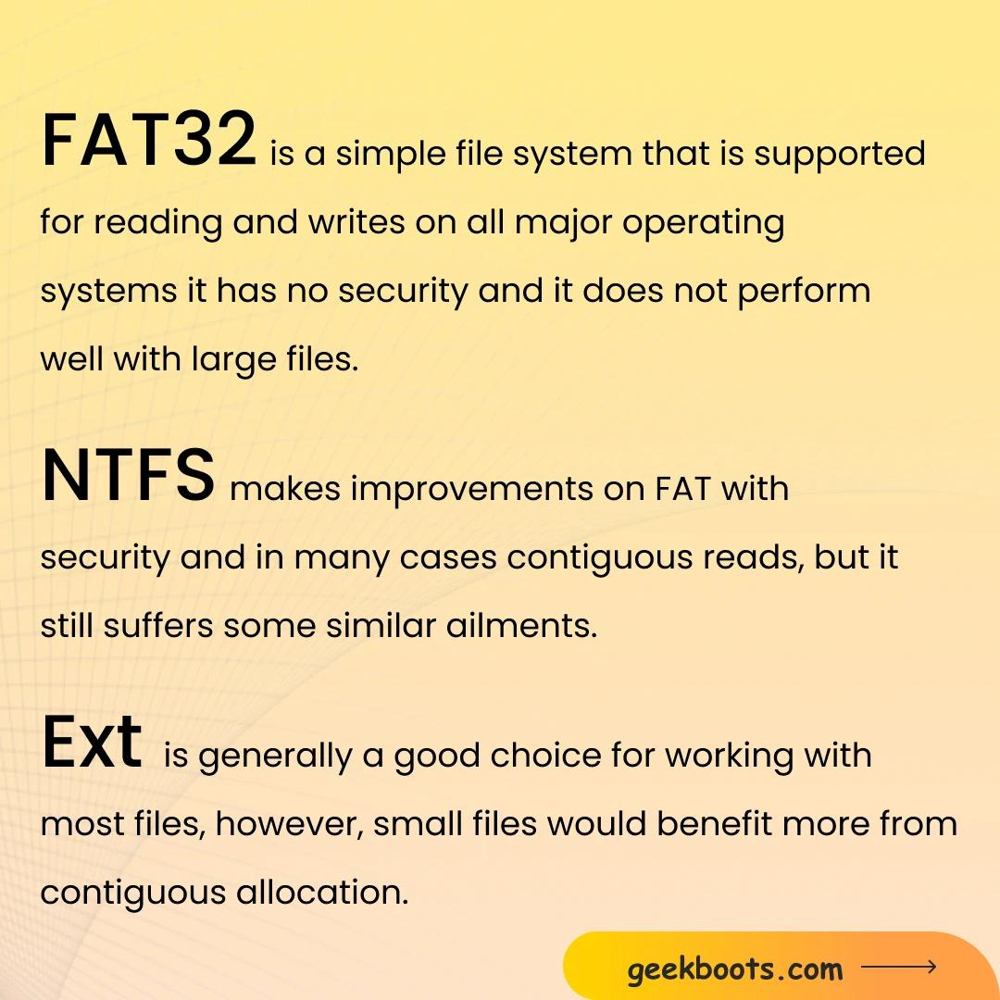 FAT32 is a simple file system that is supported
for reading and writes on all major operating
systems it has no security and it does not perform
well with large files.
NTFS makes improvements on FAT with
security and in many cases contiguous reads, but it
still suffers some similar ailments.
Ext is generally a good choice for working with
most files, however, small files would benefit more from
contiguous allocation.
geekboots.com